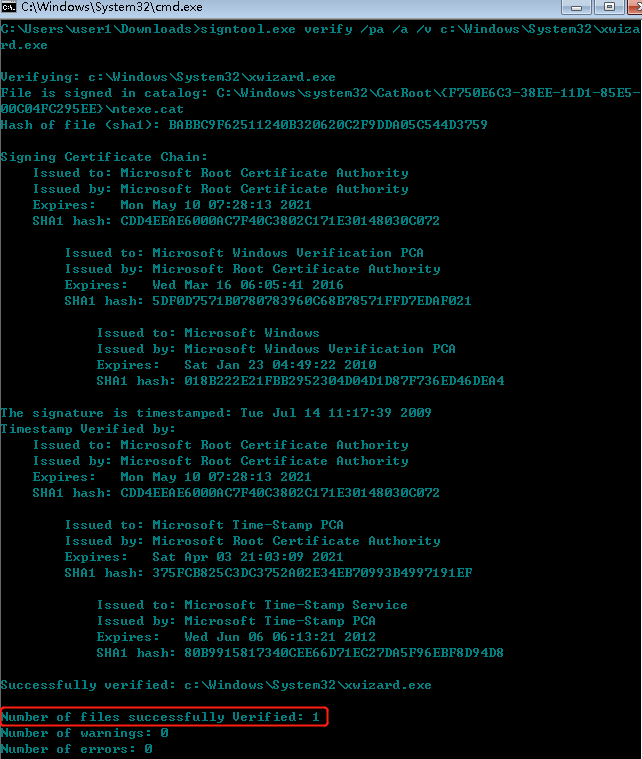 C:\Windows\System32\cmd.exe
C:\Users\user1\Downloads>signtool.exe verify /pa /a /v c:\Windows\System32\xwiza
rd.exe
Verifying: c:\Windows\System32\xwizard.exe
File is signed in catalog: C:\Windows\system32\CatRoot\{F750E6C3-38EE-11D1-85E5-
00C04FC295EE}\ntexe.cat
Hash of file (sha1): BABBC9F62511240B320620C2F9DDA05C544D3759
Signing Certificate Chain:
Issued to: Microsoft Root Certificate Authority
Issued by: Microsoft Root Certificate Authority
Expires:   Mon May 10 07:28:13 2021
SHA1 hash: CDD4EEAE6000AC7F40C3802C171E30148030C072
Issued to: Microsoft Windows Verification PCA
Issued by: Microsoft Root Certificate Authority
Expires:   Wed Mar 16 06:05:41 2016
SHA1 hash: 5DF0D7571B0780783960C68B78571FFD7EDAF021
Issued to: Microsoft Windows
Issued by: Microsoft Windows Verification PCA
Expires:   Sat Jan 23 04:49:22 2010
SHA1 hash: 018B222E21FBB2952304D04D1D87F736ED46DEA4
The signature is timestamped: Tue Jul 14 11:17:39 2009
Timestamp Verified by:
Issued to: Microsoft Root Certificate Authority
Issued by: Microsoft Root Certificate Authority
Expires:   Mon May 10 07:28:13 2021
SHA1 hash: CDD4EEAE6000AC7F40C3802C171E30148030C072
Issued to: Microsoft Time-Stamp PCA
Issued by: Microsoft Root Certificate Authority
Expires:   Sat Apr 03 21:03:09 2021
SHA1 hash: 375FCB825C3DC3752A02E34EB70993B4997191EF
Issued to: Microsoft Time-Stamp Service
Issued by: Microsoft Time-Stamp PCA
Expires:   Wed Jun 06 06:13:21 2012
SHA1 hash: 80B9915817340CEE66D71EC27DA5F96EBF8D94D8
Successfully verified: c:\Windows\System32\xwizard.exe
Number of files successfully Verified: 1
Number of warnings: 0
Number of errors: 0